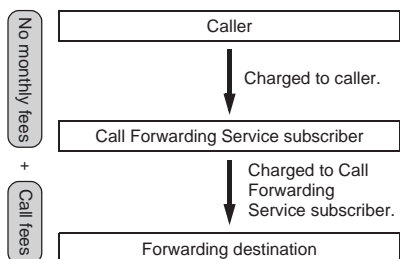 No monthly fees
+
Call fees
Caller
Charged to caller.
Call Forwarding Service subscriber
Charged to Call
Forwarding
Service subscriber.
Forwarding destination